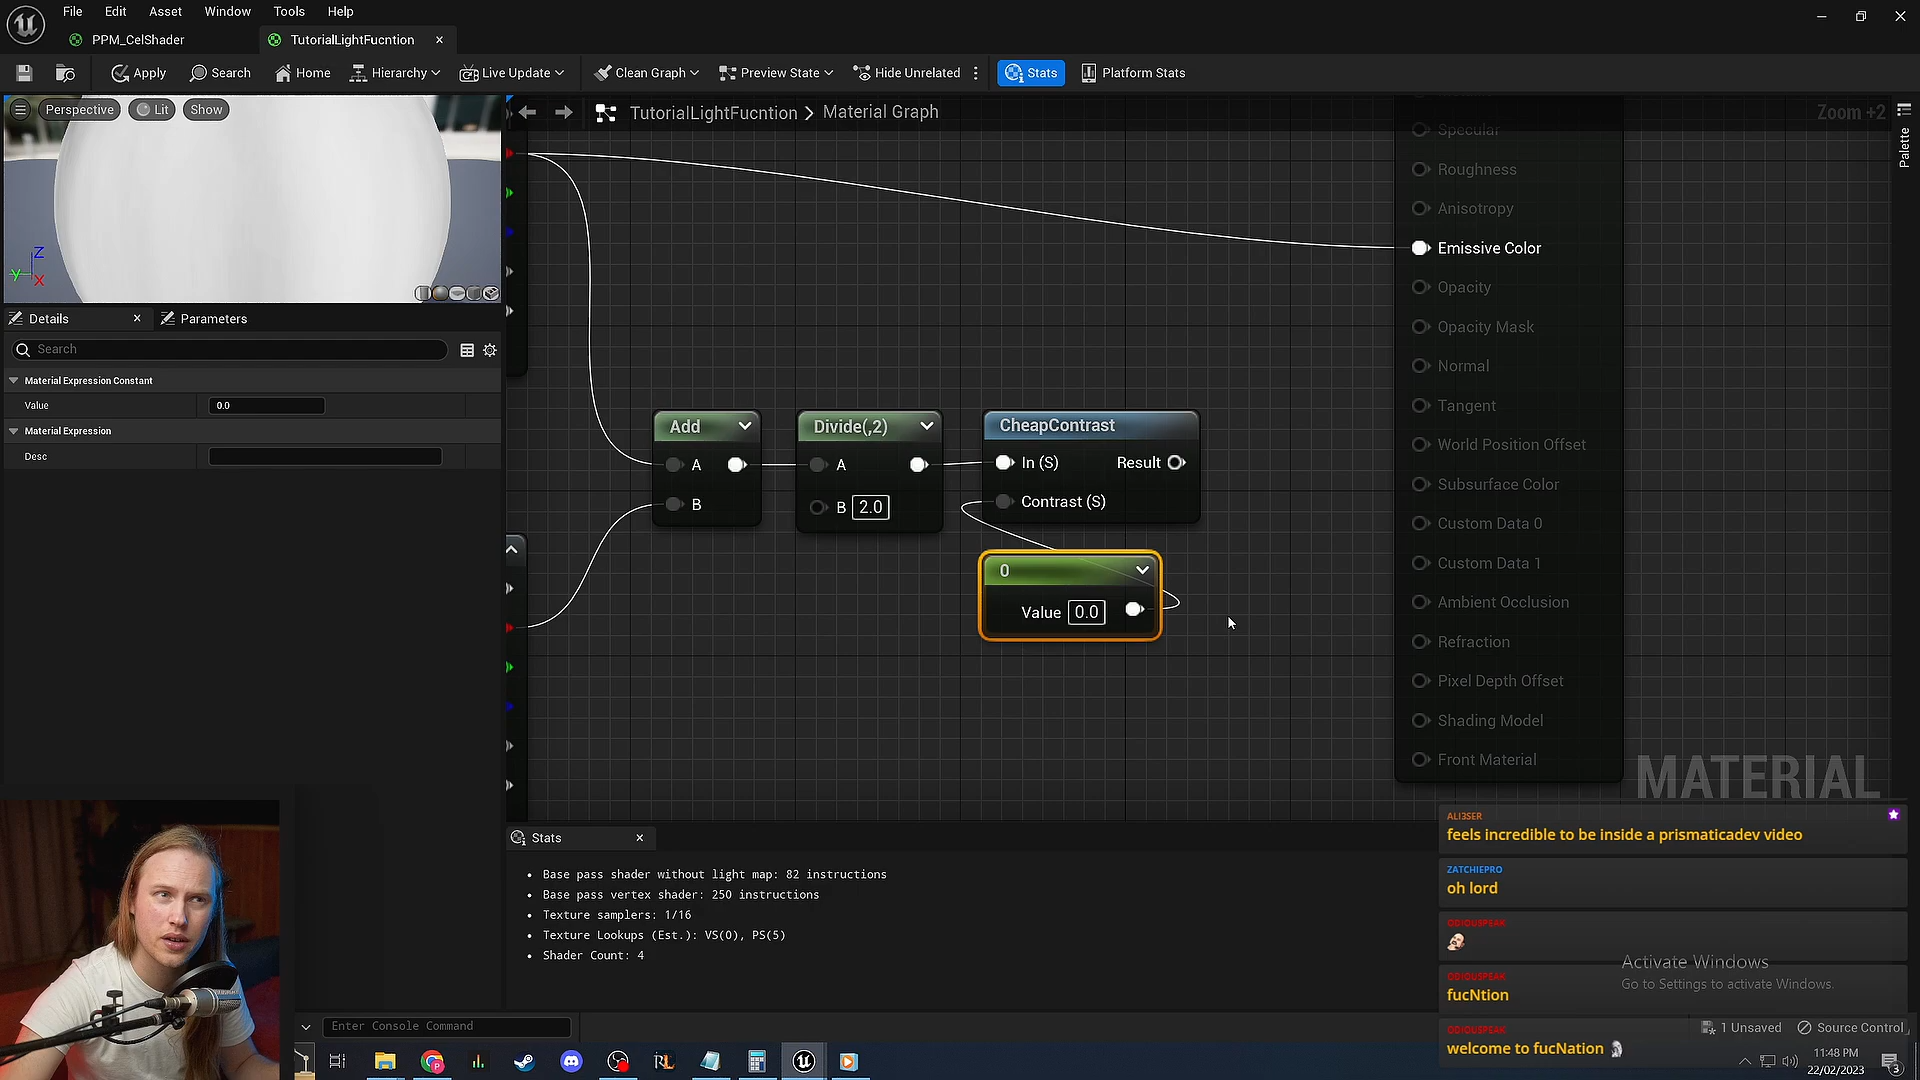 File Edit Asset Window Tools Help
PPM_CelShader TutorialLightFucntion
Apply Search Home Hierarchy Live Update Clean Graph Preview State Hide Unrelated Stats Platform Stats
Perspective Lit Show
TutorialLightFucntion > Material Graph
Zoom +2
Palette
Z
Y
X
Details Parameters
Search
Material Expression Constant
Value 0.0
Material Expression
Desc
Add
A
B
Divide(,2)
A
B 2.0
CheapContrast
In (S) Result
Contrast (S)
0
Value 0.0
Specular
Roughness
Anisotropy
Emissive Color
Opacity
Opacity Mask
Normal
Tangent
World Position Offset
Custom Data 0
Subsurface Color
Custom Data 1
Ambient Occlusion
Refraction
Pixel Depth Offset
Shading Model
Front Material
MATERIAL
Stats
Base pass shader without light map: 82 instructions
Base pass vertex shader: 250 instructions
Texture samplers: 1/16
Texture Lookups (Est.): VS(0), PS(5)
Shader Count: 4
Enter Console Command
ALI3SER
feels incredible to be inside a prismaticadev video
ZATCHIEPRO
oh lord
ODIOUSPEAK
ODIOUSPEAK
fucNtion
ODIOUSPEAK
welcome to fucNation
Activate Windows
Go to Settings to activate Windows.
1 Unsaved Source Control
11:48 PM
22/02/2023
3